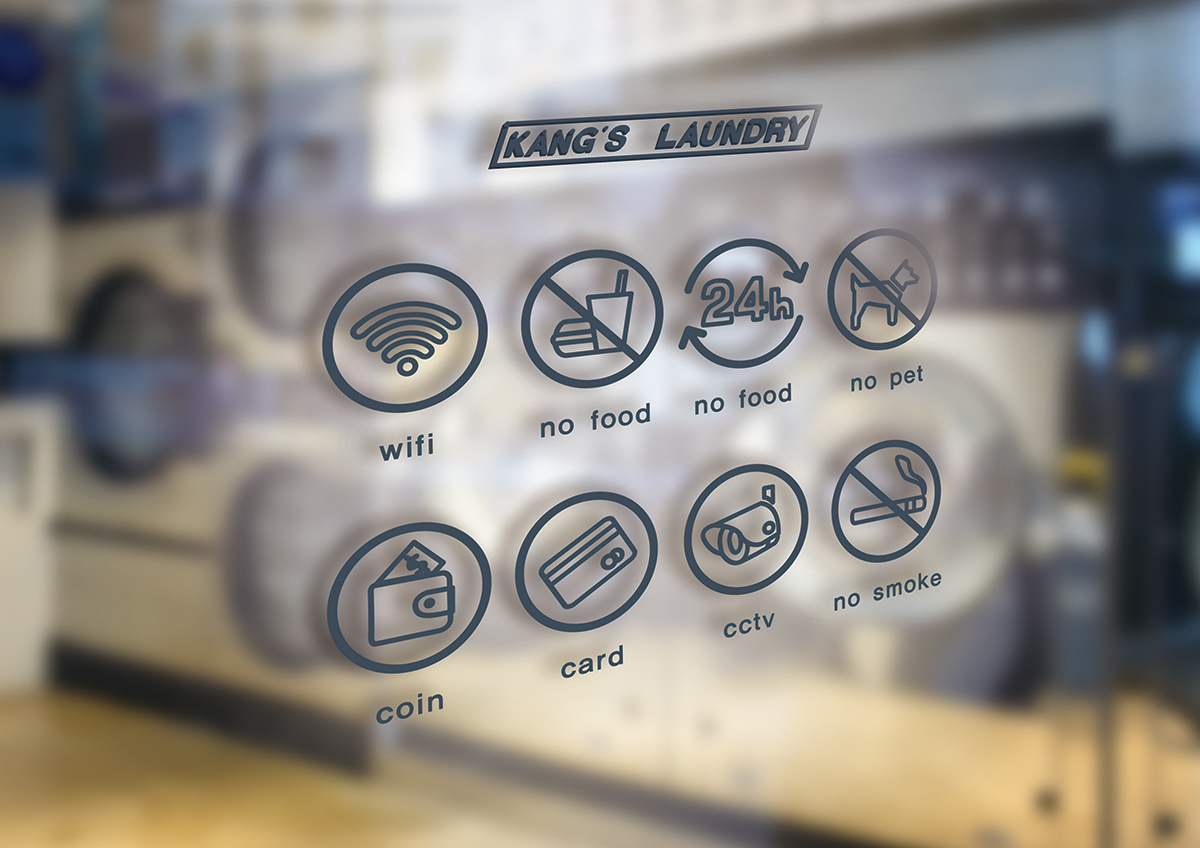 KANG'S LAUNDRY
24h
wifi
no food
no food
no pet
$
coin
card
cctv
no smoke